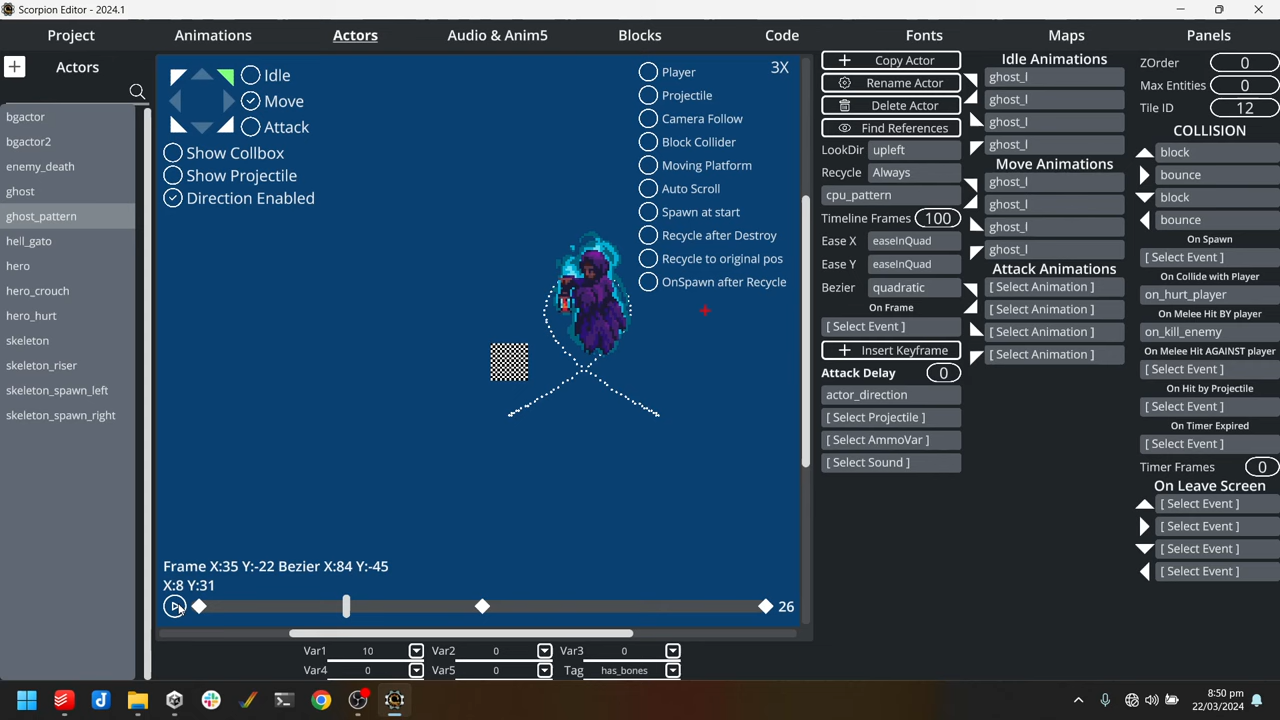 Scorpion Editor - 2024.1
Project
Animations
Actors
Audio & Anim5
Blocks
Code
Fonts
Maps
Panels
Actors
bgactor
bgactor2
enemy_death
ghost
ghost_pattern
hell_gato
hero
hero_crouch
hero_hurt
skeleton
skeleton_riser
skeleton_spawn_left
skeleton_spawn_right
Idle
Move
Attack
Show Collbox
Show Projectile
Direction Enabled
3X
Player
Projectile
Camera Follow
Block Collider
Moving Platform
Auto Scroll
Spawn at start
Recycle after Destroy
Recycle to original pos
OnSpawn after Recycle
Frame X:35 Y:-22 Bezier X:84 Y:-45
X:8 Y:31
26
Var1 10
Var2 0
Var3 0
Var4 0
Var5 0
Tag has_bones
Copy Actor
Rename Actor
Delete Actor
Find References
LookDir upleft
Recycle Always
cpu_pattern
Timeline Frames 100
Ease X easeInQuad
Ease Y easeInQuad
Bezier quadratic
On Frame
[ Select Event ]
Insert Keyframe
Attack Delay 0
actor_direction
[ Select Projectile ]
[ Select AmmoVar ]
[ Select Sound ]
Idle Animations
ghost_l
ghost_l
ghost_l
ghost_l
Move Animations
ghost_l
ghost_l
ghost_l
ghost_l
Attack Animations
[ Select Animation ]
[ Select Animation ]
[ Select Animation ]
[ Select Animation ]
ZOrder 0
Max Entities 0
Tile ID 12
COLLISION
block
bounce
block
bounce
On Spawn
[ Select Event ]
On Collide with Player
on_hurt_player
On Melee Hit BY player
on_kill_enemy
On Melee Hit AGAINST player
[ Select Event ]
On Hit by Projectile
[ Select Event ]
On Timer Expired
[ Select Event ]
Timer Frames 0
On Leave Screen
[ Select Event ]
[ Select Event ]
[ Select Event ]
[ Select Event ]
8:50 pm
22/03/2024